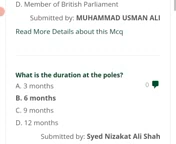 D. Member of British Parliament
Submitted by: MUHAMMAD USMAN ALI
Read More Details about this Mcq
What is the duration at the poles?
0
A. 3 months
B. 6 months
C. 9 months
D. 12 months
Submitted by: Syed Nizakat Ali Shah